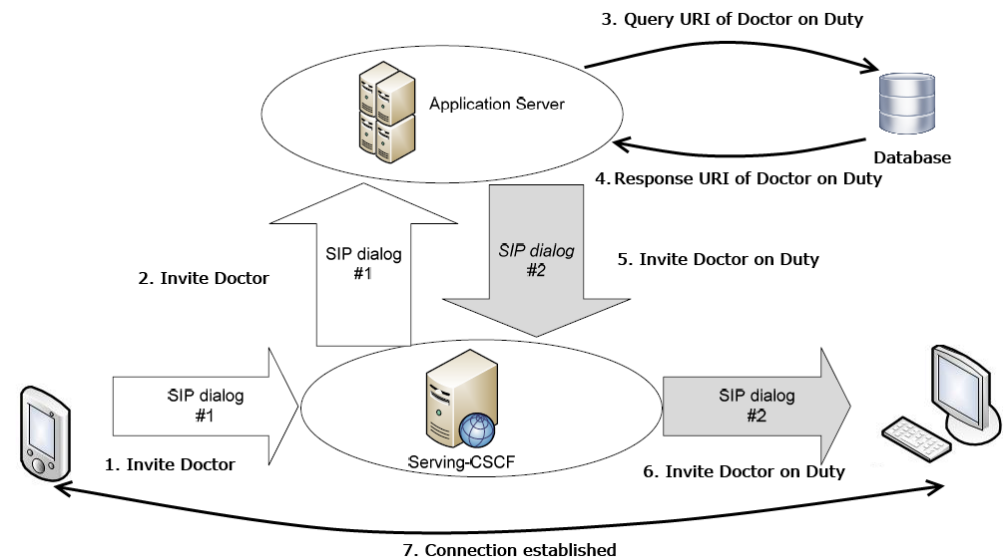 3. Query URI of Doctor on Duty
Application Server
Database
4. Response URI of Doctor on Duty
SIP dialog
#1
SIP dialog
#2
2. Invite Doctor
5. Invite Doctor on Duty
SIP dialog
#1
SIP dialog
#2
Serving-CSCF
1. Invite Doctor
6. Invite Doctor on Duty
7. Connection established